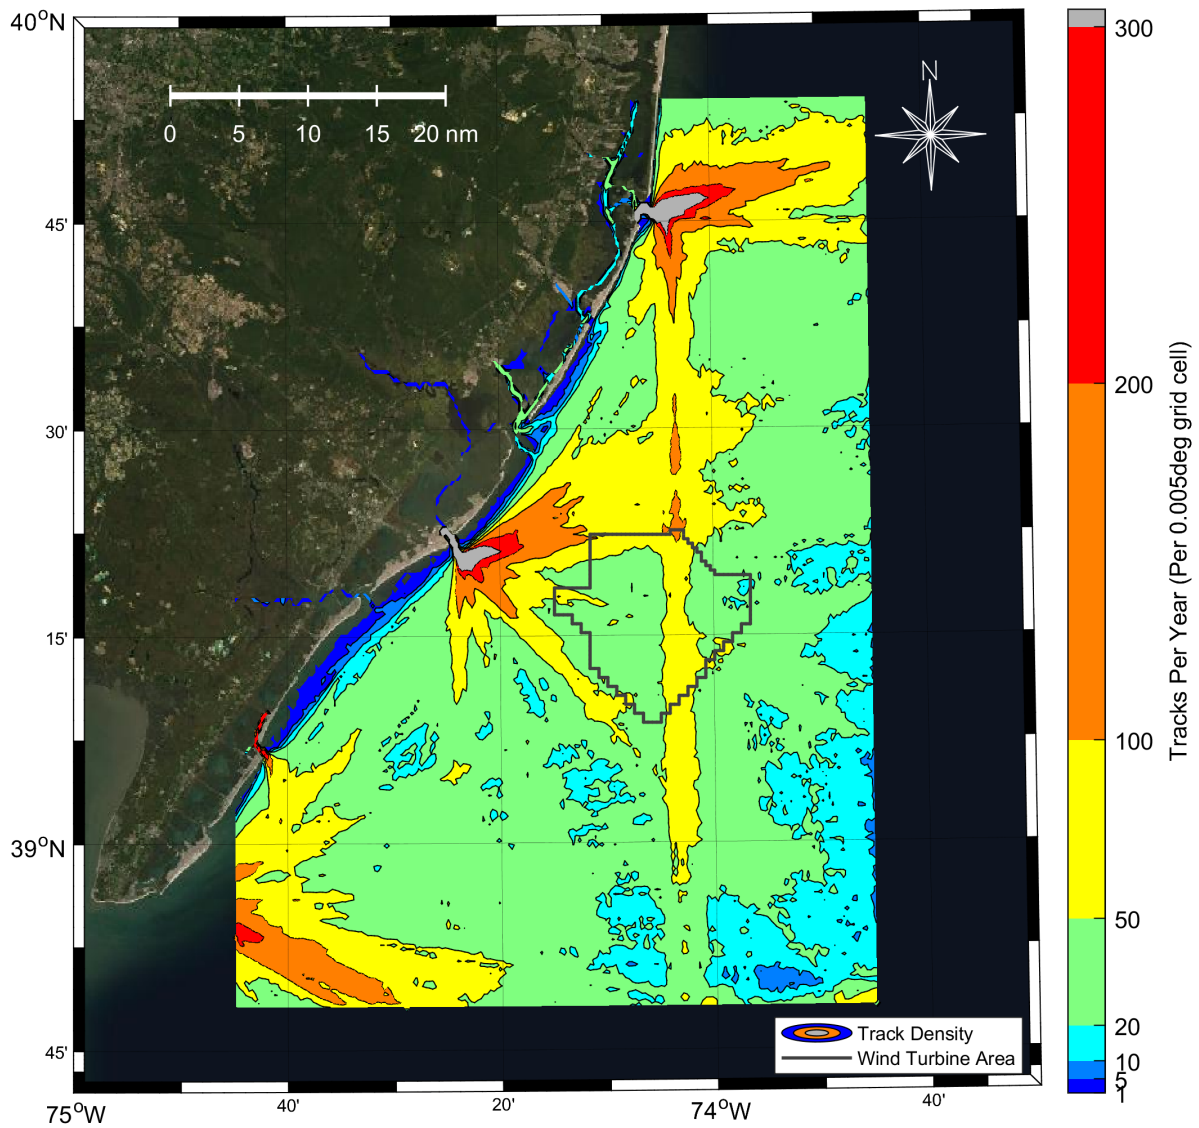 40°N
300
N
0 5 10 15 20 nm
45'
200
30'
15'
100
39°N
50
20
Track Density
10
45'
Wind Turbine Area
5
1
75°W 40' 20' 74°W 40'
Tracks Per Year (Per 0.005deg grid cell)